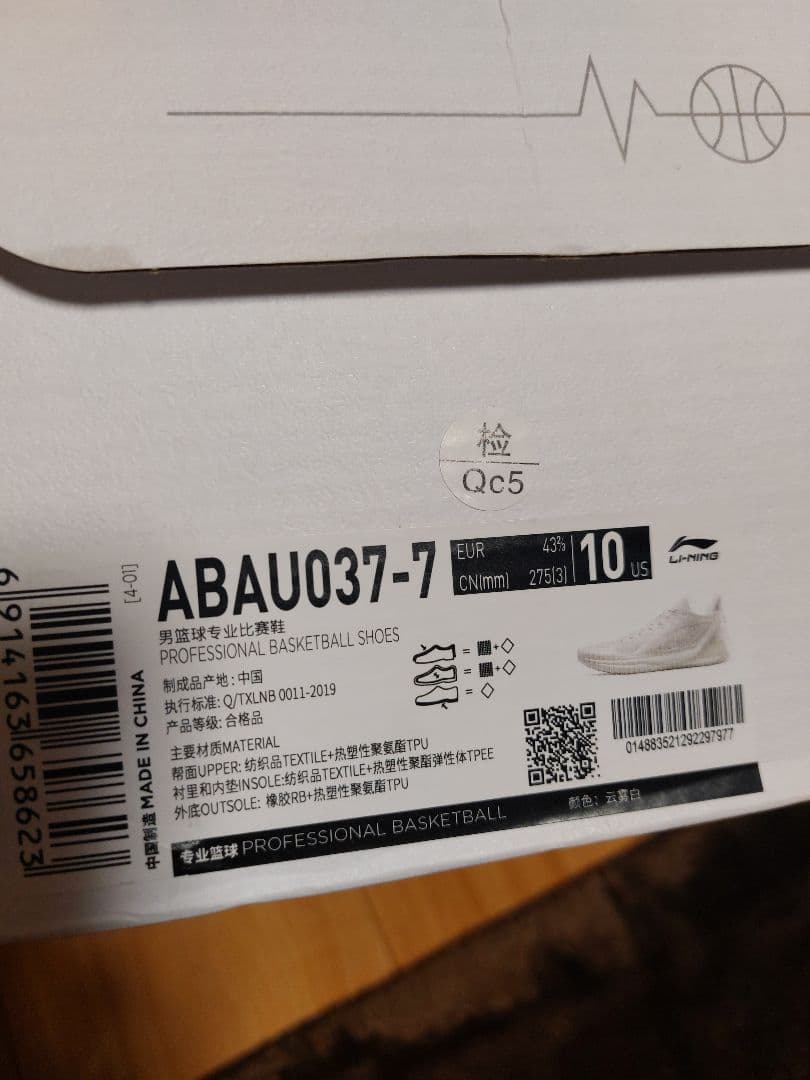 检
Qc5
ABAU037-7
EUR 43⅔
CN(mm) 275(3)
10 US
LI-NING
[4-01]
男篮球专业比赛鞋
PROFESSIONAL BASKETBALL SHOES
制成品产地: 中国
执行标准: Q/TXLNB 0011-2019
产品等级: 合格品
主要材质MATERIAL
帮面UPPER: 纺织品TEXTILE+热塑性聚氨酯TPU
衬里和内垫INSOLE:纺织品TEXTILE+热塑性聚酯弹性体TPEE
外底OUTSOLE: 橡胶RB+热塑性聚氨酯TPU
014883521292297977
专业篮球 PROFESSIONAL BASKETBALL
颜色: 云雾白
中国制造 MADE IN CHINA
6914163658623